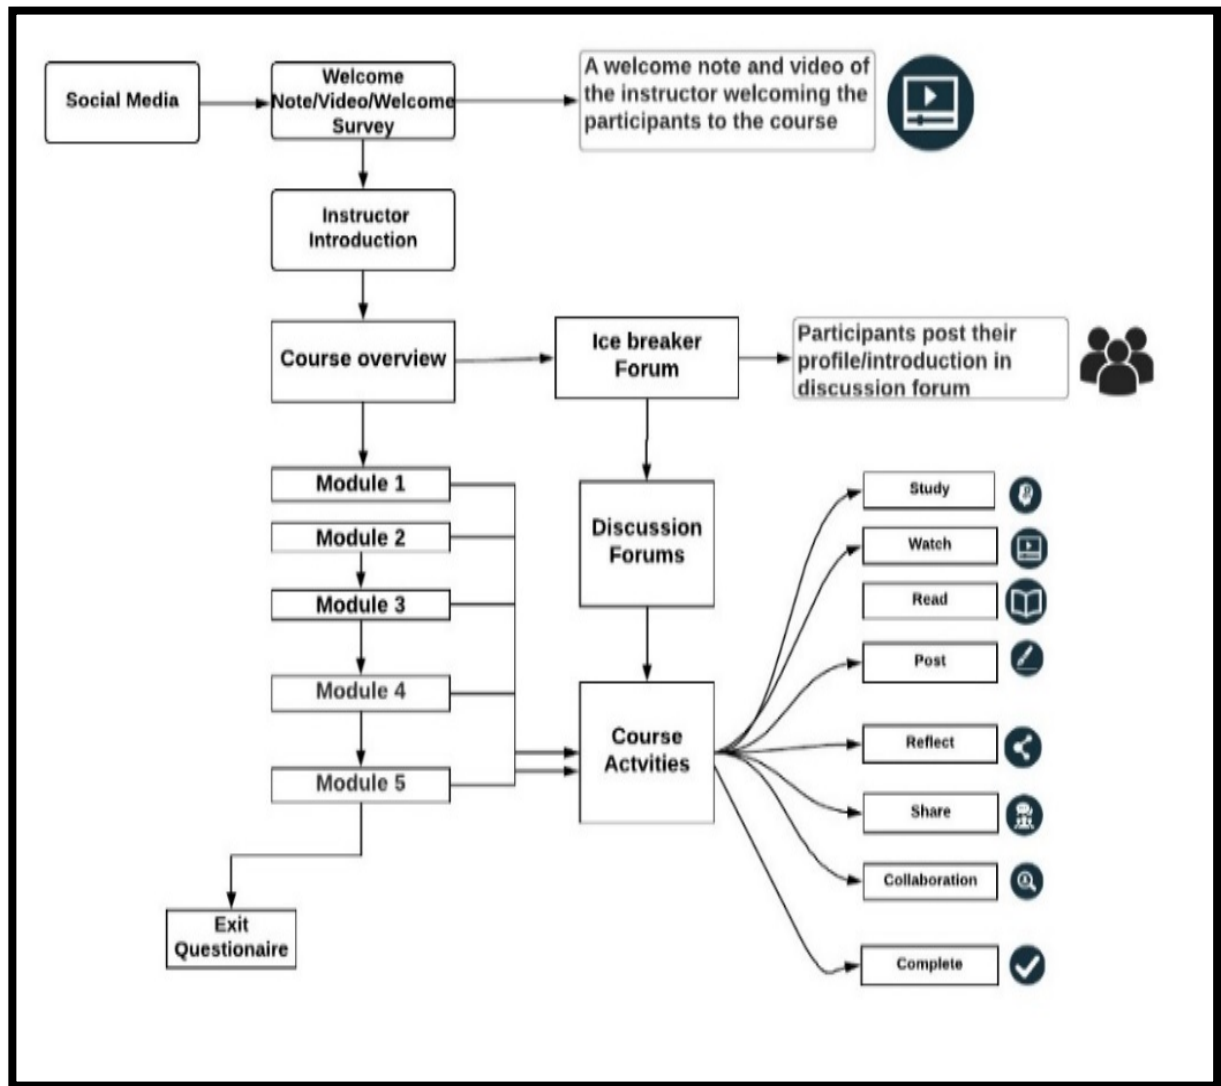 Social Media
Welcome
Note/Video/Welcome
Survey
A welcome note and video of
the instructor welcoming the
participants to the course
Instructor
Introduction
Course overview
Ice breaker
Forum
Participants post their
profile/introduction in
discussion forum
Module 1
Module 2
Module 3
Module 4
Module 5
Discussion
Forums
Course
Actvities
Study
Watch
Read
Post
Reflect
Share
Collaboration
Complete
Exit
Questionaire